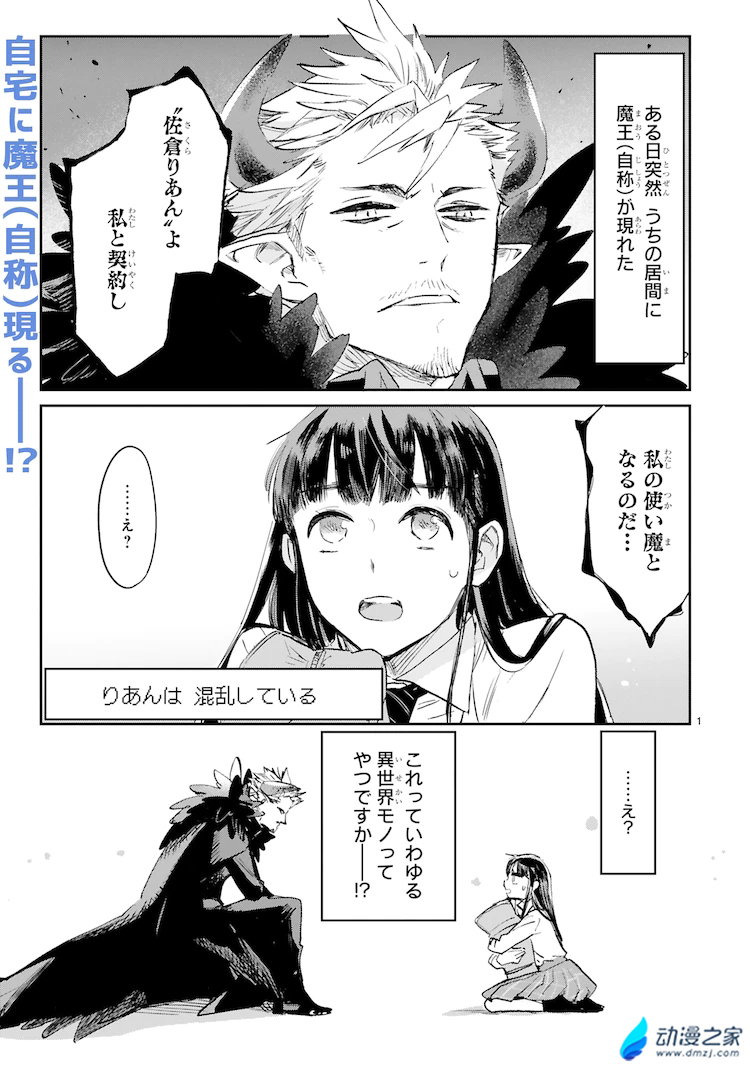 自宅に魔王(自称)現る――!?
ある日突然 うちの居間に
魔王(自称)が現れた
〝佐倉りあん〟よ
私と契約し
私の使い魔と
なるのだ…
……え?
りあんは 混乱している
1
……え?
これっていわゆる
異世界モノって
やつですか――!?
动漫之家
www.dmzj.com